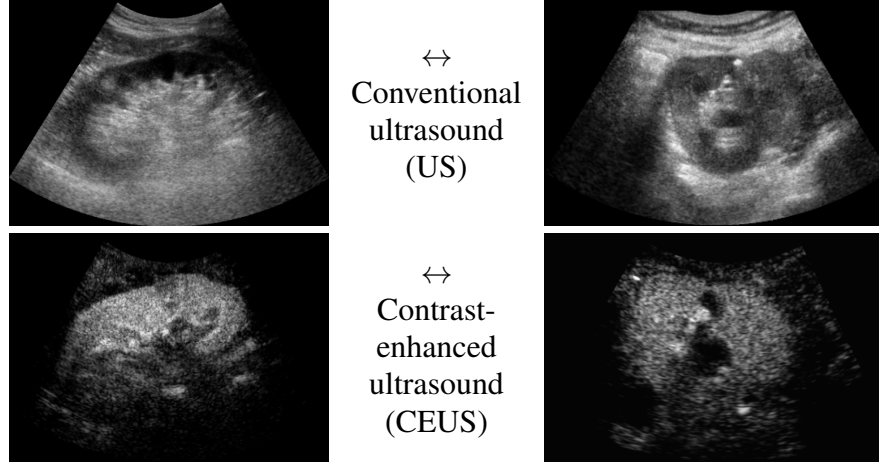 ↔
Conventional
ultrasound
(US)
↔
Contrast-
enhanced
ultrasound
(CEUS)